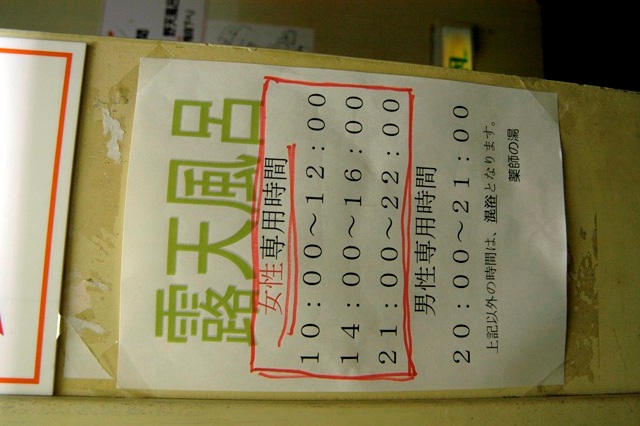 露天風呂
女性専用時間
10:00～12:00
14:00～16:00
21:00～22:00
男性専用時間
20:00～21:00
上記以外の時間は、混浴となります。
薬師の湯